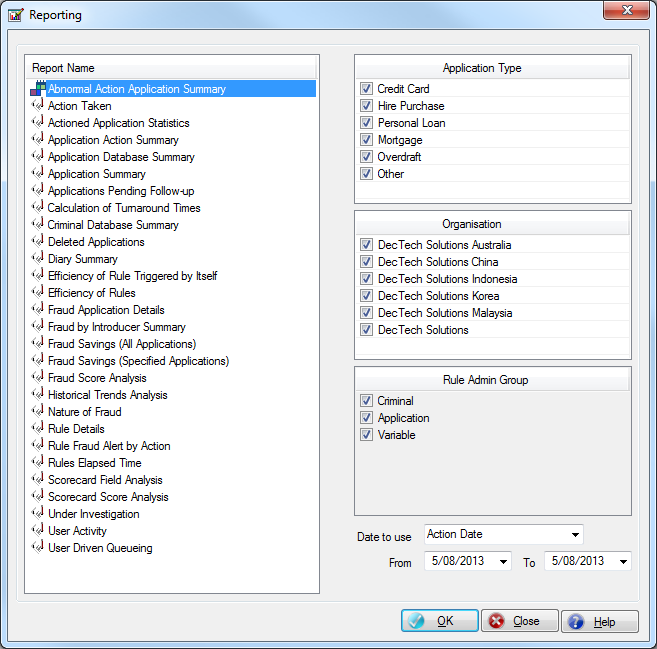 Reporting
Report Name
Abnormal Action Application Summary
Action Taken
Actioned Application Statistics
Application Action Summary
Application Database Summary
Application Summary
Applications Pending Follow-up
Calculation of Turnaround Times
Criminal Database Summary
Deleted Applications
Diary Summary
Efficiency of Rule Triggered by Itself
Efficiency of Rules
Fraud Application Details
Fraud by Introducer Summary
Fraud Savings (All Applications)
Fraud Savings (Specified Applications)
Fraud Score Analysis
Historical Trends Analysis
Nature of Fraud
Rule Details
Rule Fraud Alert by Action
Rules Elapsed Time
Scorecard Field Analysis
Scorecard Score Analysis
Under Investigation
User Activity
User Driven Queueing
Application Type
Credit Card
Hire Purchase
Personal Loan
Mortgage
Overdraft
Other
Organisation
DecTech Solutions Australia
DecTech Solutions China
DecTech Solutions Indonesia
DecTech Solutions Korea
DecTech Solutions Malaysia
DecTech Solutions
Rule Admin Group
Criminal
Application
Variable
Date to use Action Date
From 5/08/2013 To 5/08/2013
OK Close Help